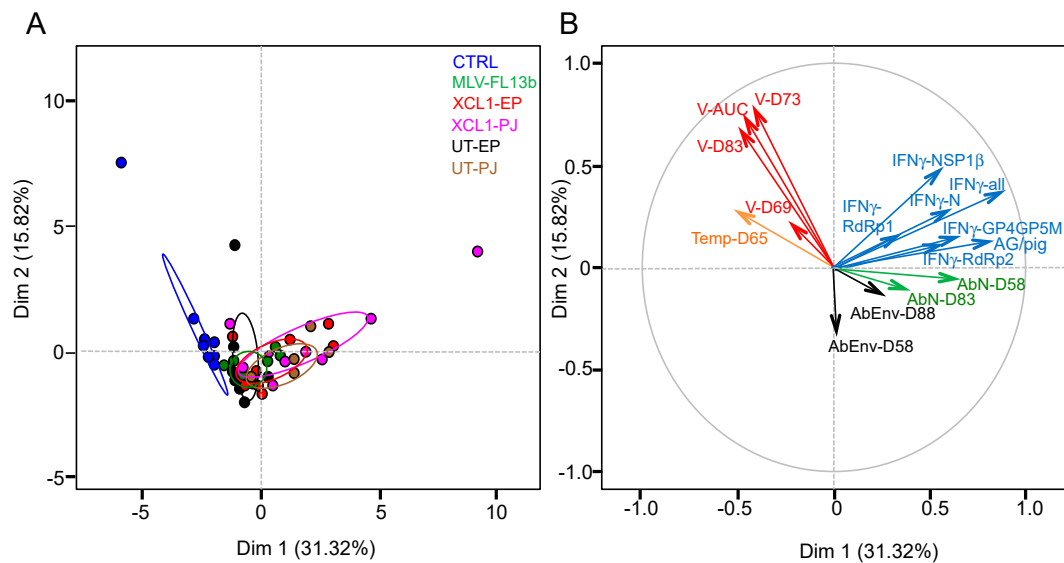 A
CTRL
MLV-FL13b
XCL1-EP
XCL1-PJ
UT-EP
UT-PJ
10
5
0
-5
Dim 2 (15.82%)
-5
0
5
10
Dim 1 (31.32%)
B
1.0
0.5
0
-0.5
-1.0
Dim 2 (15.82%)
V-D73
V-AUC
V-D83
V-D69
Temp-D65
IFNγ-NSP1β
IFNγ-all
IFNγ-N
IFNγ-
RdRp1
IFNγ-GP4GP5M
AG/pig
IFNγ-RdRp2
AbN-D58
AbN-D83
AbEnv-D88
AbEnv-D58
-1.0
-0.5
0.0
0.5
1.0
Dim 1 (31.32%)